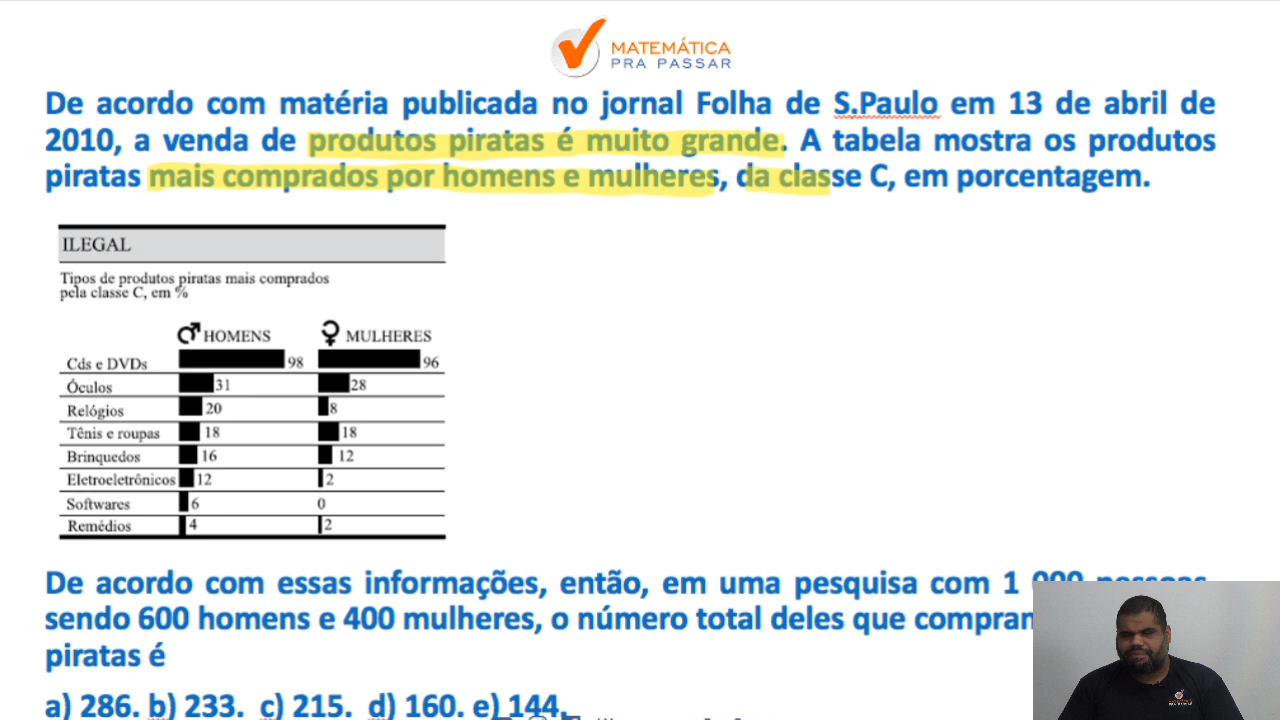 MATEMÁTICA
PRA PASSAR
De acordo com matéria publicada no jornal Folha de S.Paulo em 13 de abril de
2010, a venda de produtos piratas é muito grande. A tabela mostra os produtos
piratas mais comprados por homens e mulheres, da classe C, em porcentagem.
ILEGAL
Tipos de produtos piratas mais comprados
pela classe C, em %
HOMENS MULHERES
Cds e DVDs 98 96
Óculos 31 28
Relógios 20 8
Tênis e roupas 18 18
Brinquedos 16 12
Eletroeletrônicos 12 2
Softwares 6 0
Remédios 4 2
De acordo com essas informações, então, em uma pesquisa com 1 000 pessoas,
sendo 600 homens e 400 mulheres, o número total deles que compram
piratas é
a) 286. b) 233. c) 215. d) 160. e) 144.